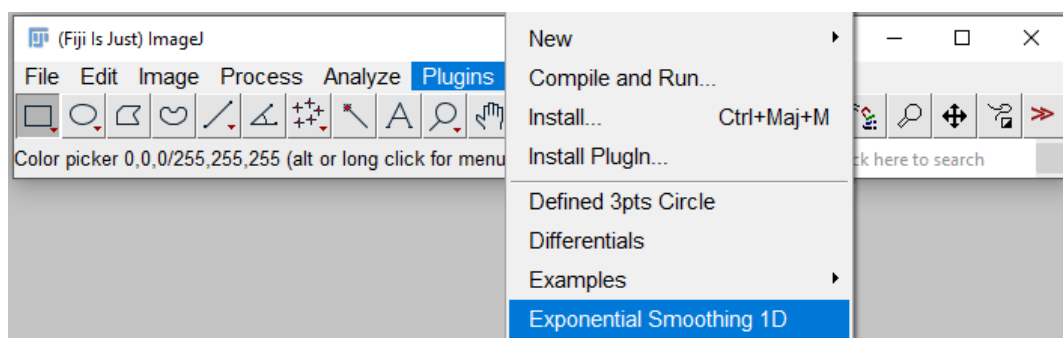 (Fiji Is Just) ImageJ
File Edit Image Process Analyze Plugins
A
Color picker 0,0,0/255,255,255 (alt or long click for menu
ck here to search
New
Compile and Run...
Install... Ctrl+Maj+M
Install PlugIn...
Defined 3pts Circle
Differentials
Examples
Exponential Smoothing 1D